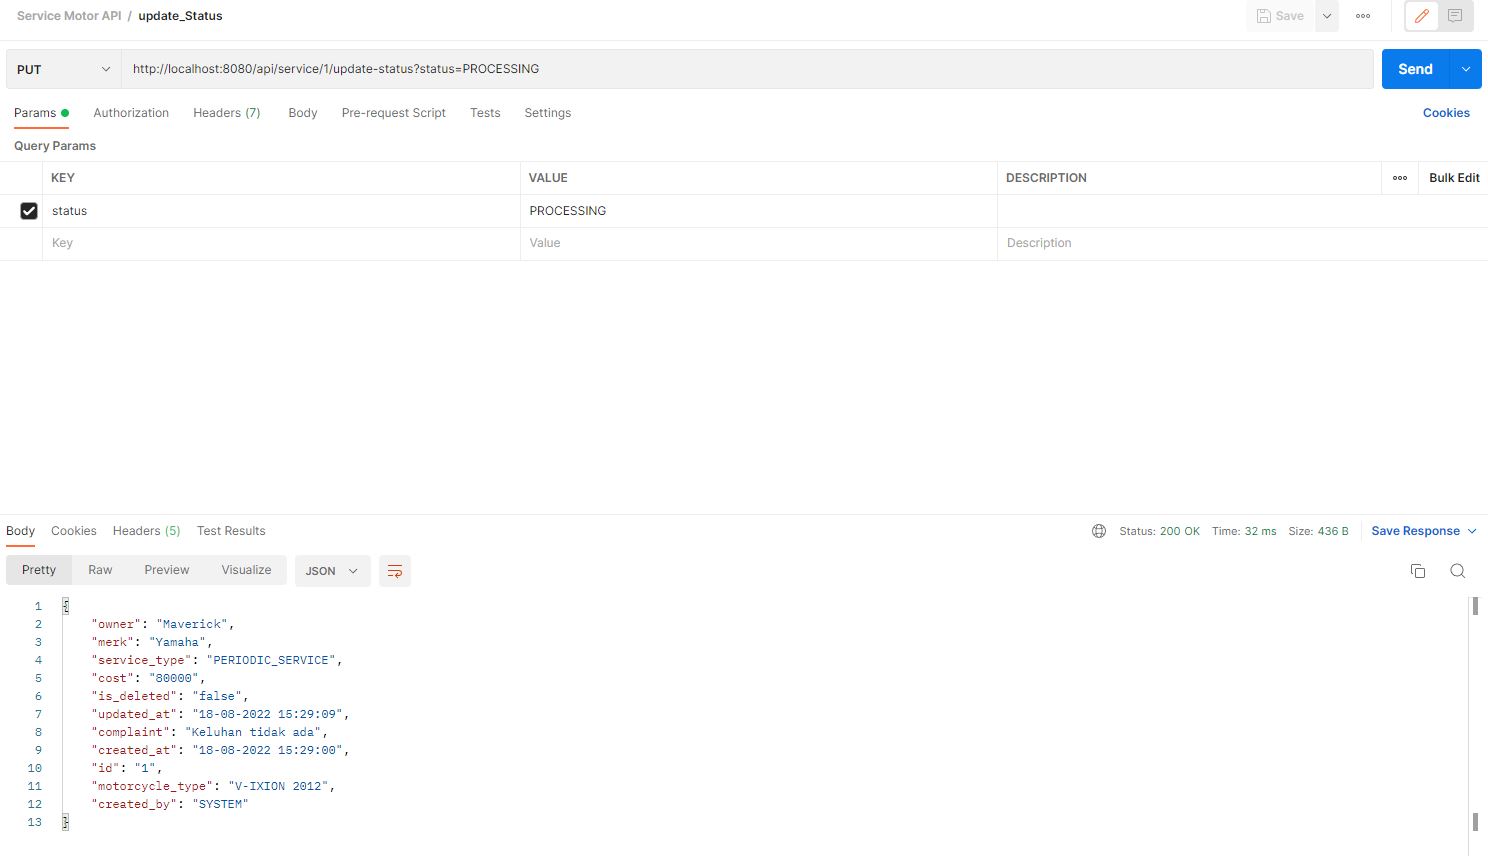 Service Motor API / update_Status
Save
PUT http://localhost:8080/api/service/1/update-status?status=PROCESSING Send
Params Authorization Headers (7) Body Pre-request Script Tests Settings Cookies
Query Params
KEY VALUE DESCRIPTION Bulk Edit
status PROCESSING
Key Value Description
Body Cookies Headers (5) Test Results Status: 200 OK Time: 32 ms Size: 436 B Save Response
Pretty Raw Preview Visualize JSON
1 {
2 "owner": "Maverick",
3 "merk": "Yamaha",
4 "service_type": "PERIODIC_SERVICE",
5 "cost": "80000",
6 "is_deleted": "false",
7 "updated_at": "18-08-2022 15:29:09",
8 "complaint": "Keluhan tidak ada",
9 "created_at": "18-08-2022 15:29:00",
10 "id": "1",
11 "motorcycle_type": "V-IXION 2012",
12 "created_by": "SYSTEM"
13 }